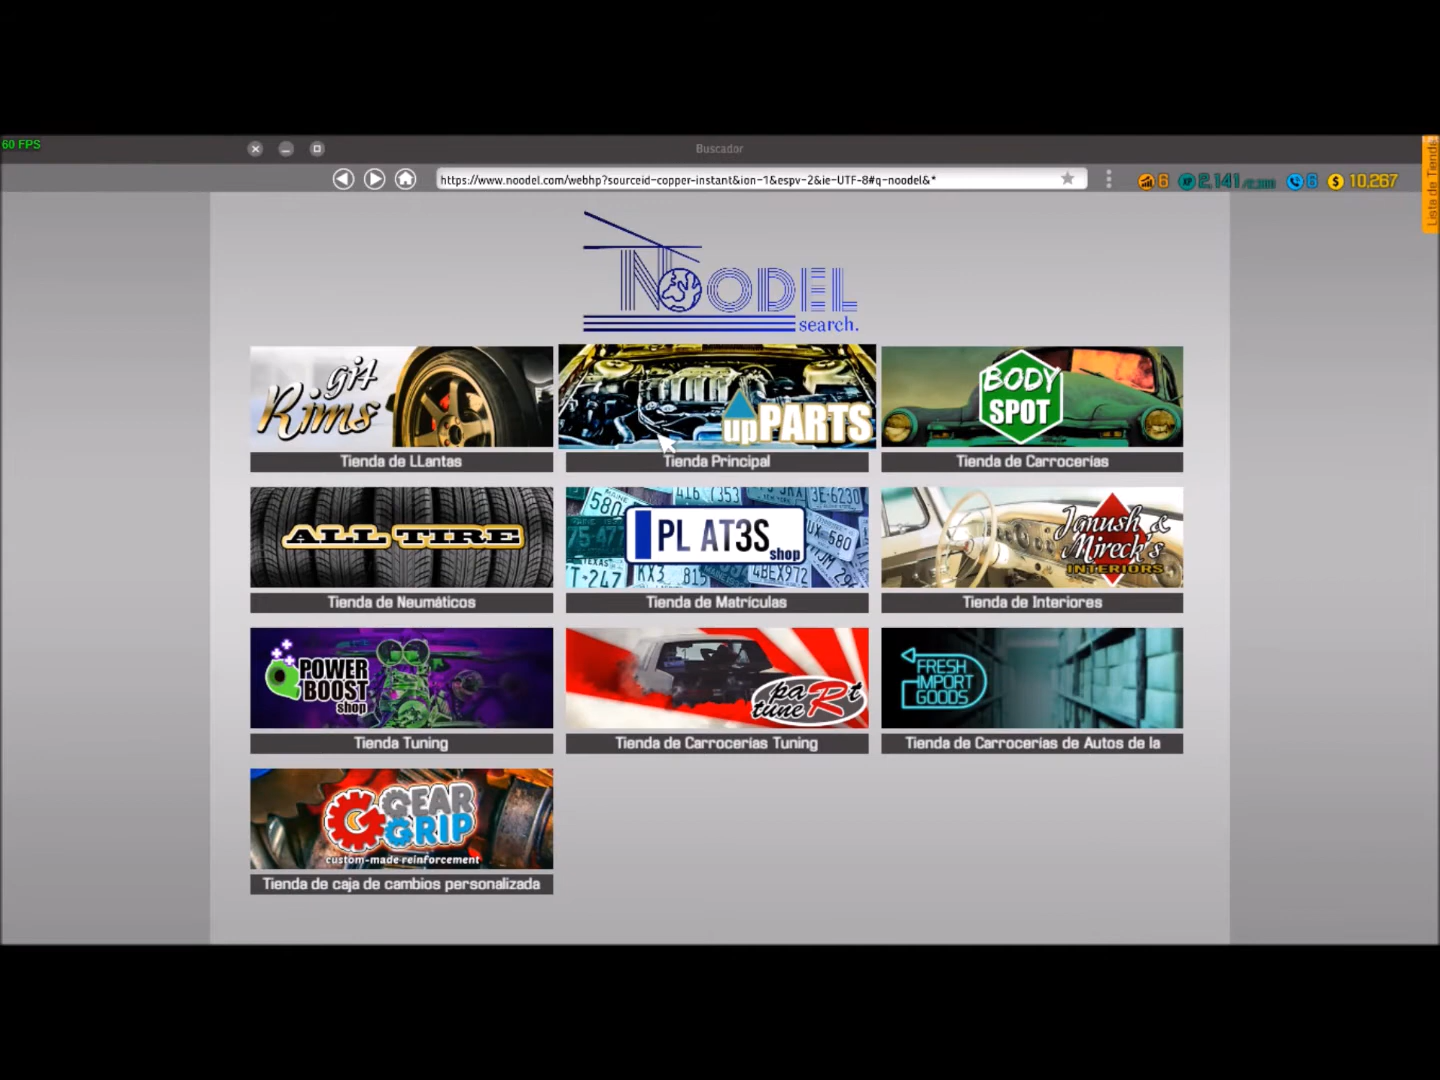 60 FPS
Buscador
https://www.noodel.com/webhp?sourceid-copper-instant&ion-1&espv-2&ie-UTF-8#q-noodel&*
6
XP 2,141
6
$ 10,267
Lista de Tienda
NOODEL
search.
gi4
Rims
upPARTS
BODY
SPOT
Tienda de LLantas
Tienda Principal
Tienda de Carrocerías
ALL TIRE
PL AT3S
shop
Janush &
Mireck's
INTERIORS
Tienda de Neumáticos
Tienda de Matrículas
Tienda de Interiores
POWER
BOOST
shop
paRt
tuneR
FRESH
IMPORT
GOODS
Tienda Tuning
Tienda de Carrocerías Tuning
Tienda de Carrocerías de Autos de la
GEAR
GRIP
custom-made reinforcement
Tienda de caja de cambios personalizada